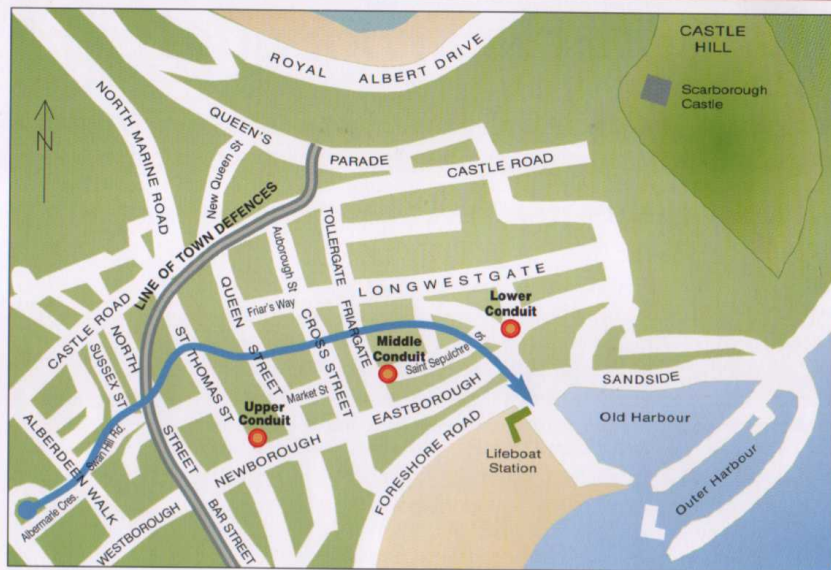 CASTLE
HILL
Scarborough
Castle
ROYAL ALBERT DRIVE
N
NORTH MARINE ROAD
QUEEN'S
PARADE
New Queen St
CASTLE ROAD
LINE OF TOWN DEFENCES
TOLLERGATE
Auborough St
LONGWESTGATE
Friar's Way
QUEEN
STREET
CROSS STREET
FRIARGATE
Lower
Conduit
Middle
Conduit
Saint Sepulchre St.
CASTLE ROAD
NORTH
STREET
SUSSEX ST
ST THOMAS ST
Market St
Upper
Conduit
EASTBOROUGH
SANDSIDE
Old Harbour
Outer Harbour
NEWBOROUGH
FORESHORE ROAD
Lifeboat
Station
ALBERDEEN WALK
Albermarle Cres.
WESTBOROUGH
BAR STREET